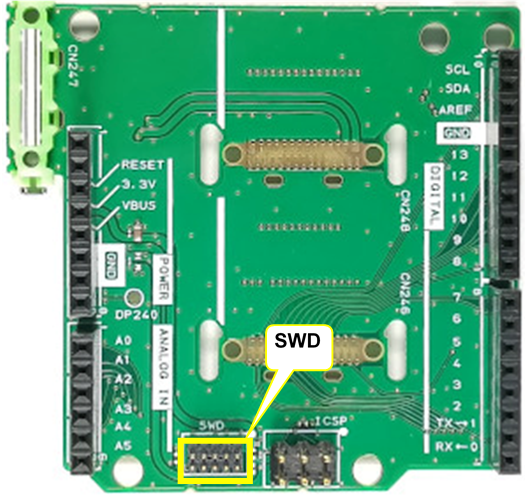 CN247
SCL
SDA
AREF
GND
13
12
11
10
9
8
DIGITAL
RESET
3.3V
VBUS
GND
POWER
DP240
CN248
CN246
7
6
5
4
3
2
TX→1
RX←0
A0
A1
A2
A3
A4
A5
ANALOG IN
SWD
SWD
ICSP